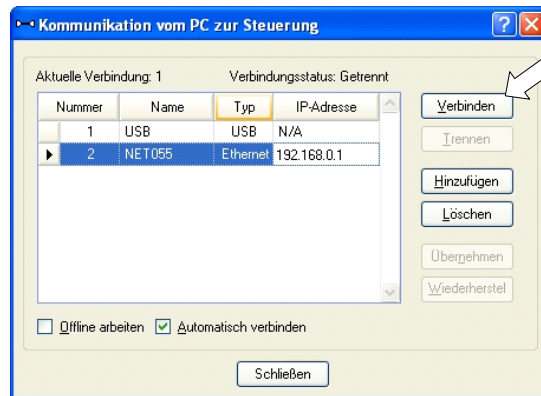 Kommunikation vom PC zur Steuerung
Aktuelle Verbindung: 1 Verbindungsstatus: Getrennt
Nummer Name Typ IP-Adresse
1 USB USB N/A
2 NET055 Ethernet 192.168.0.1
Verbinden
Trennen
Hinzufügen
Löschen
Übernehmen
Wiederherstel
Offline arbeiten Automatisch verbinden
Schließen